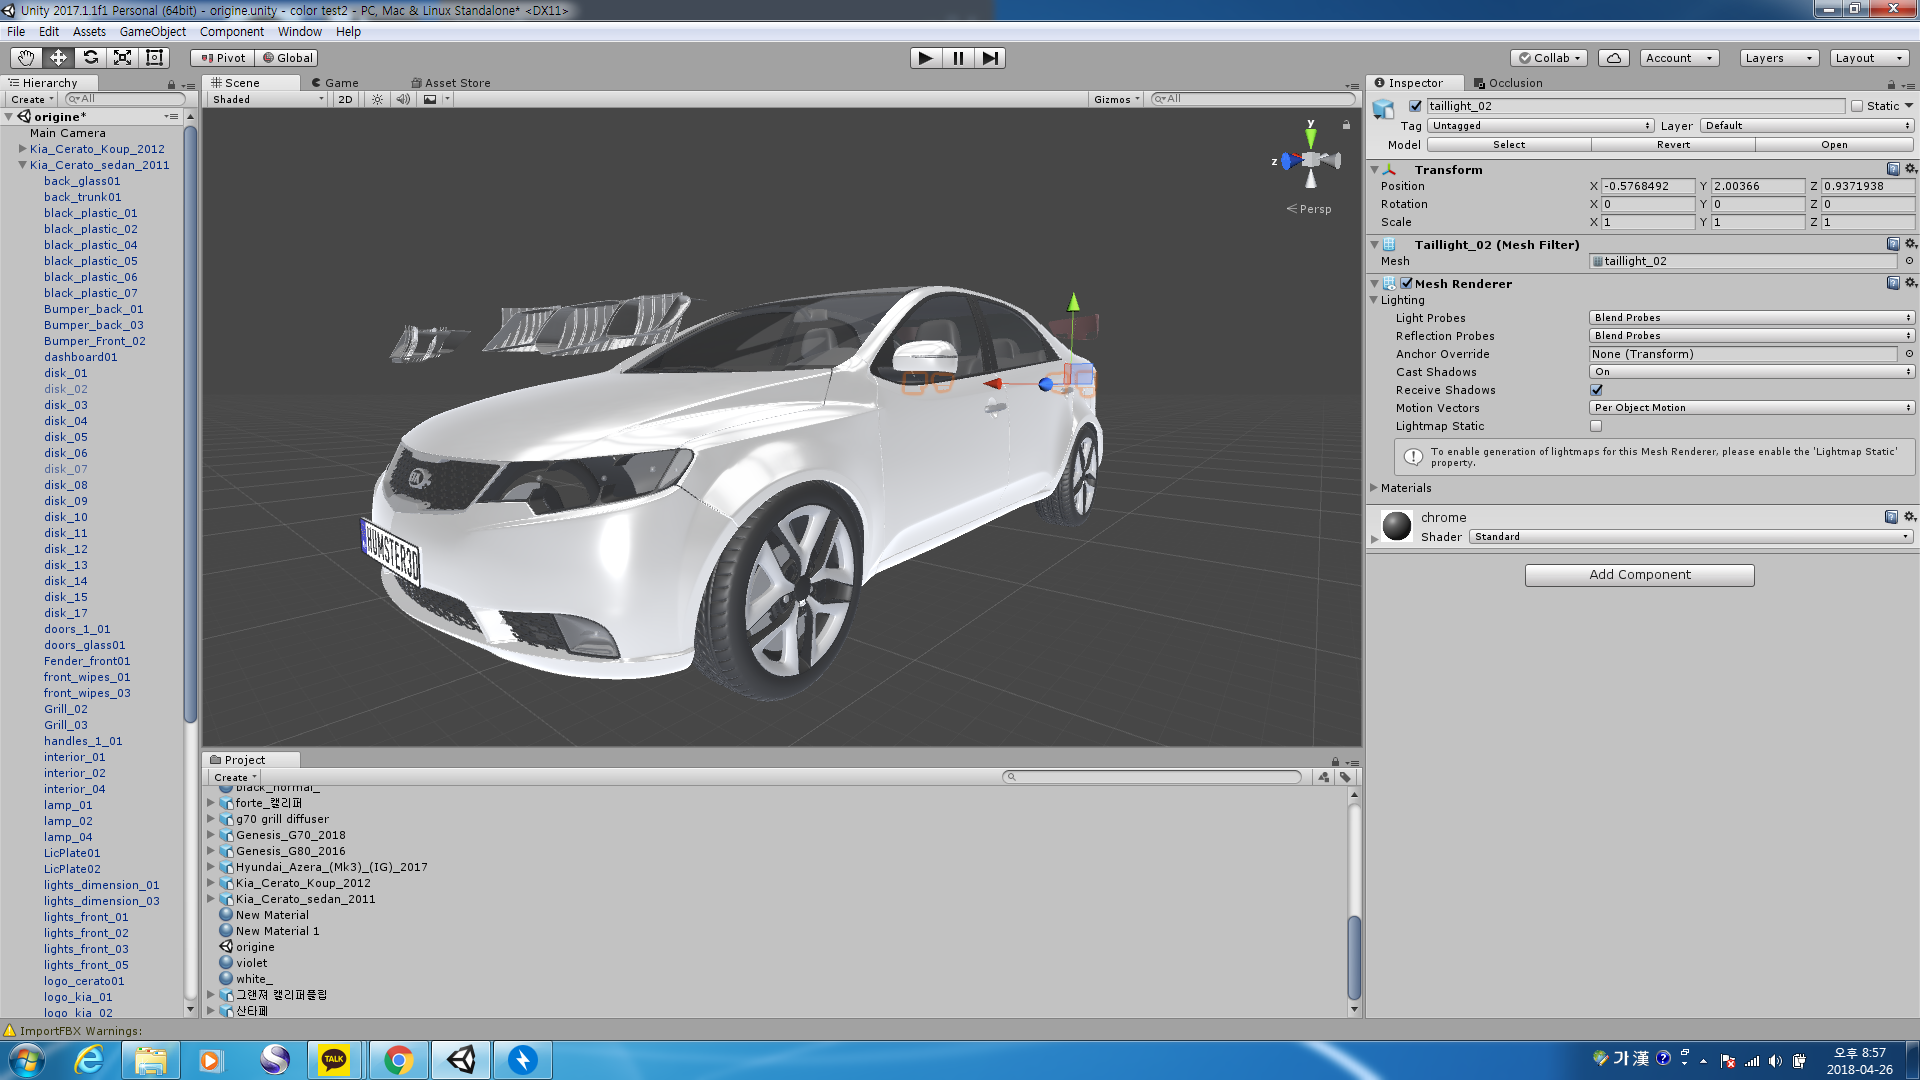 Unity 2017.1.1f1 Personal (64bit) - origine.unity - color test2 - PC, Mac & Linux Standalone* <DX11>
File Edit Assets GameObject Component Window Help
Pivot Global Collab Account Layers Layout
Hierarchy
Create All
origine*
Main Camera
Kia_Cerato_Koup_2012
Kia_Cerato_sedan_2011
back_glass01
back_trunk01
black_plastic_01
black_plastic_02
black_plastic_04
black_plastic_05
black_plastic_06
black_plastic_07
Bumper_back_01
Bumper_back_03
Bumper_Front_02
dashboard01
disk_01
disk_02
disk_03
disk_04
disk_05
disk_06
disk_07
disk_08
disk_09
disk_10
disk_11
disk_12
disk_13
disk_14
disk_15
disk_17
doors_1_01
doors_glass01
Fender_front01
front_wipes_01
front_wipes_03
Grill_02
Grill_03
handles_1_01
interior_01
interior_02
interior_04
lamp_01
lamp_02
lamp_04
LicPlate01
LicPlate02
lights_dimension_01
lights_dimension_03
lights_front_01
lights_front_02
lights_front_03
lights_front_05
logo_cerato01
logo_kia_01
logo_kia_02
Scene Game Asset Store
Shaded 2D Gizmos All
y
z
Persp
KIA
HUMSTER3D
Project
Create
black_normal_
forte_캘리퍼
g70 grill diffuser
Genesis_G70_2018
Genesis_G80_2016
Hyundai_Azera_(Mk3)_(IG)_2017
Kia_Cerato_Koup_2012
Kia_Cerato_sedan_2011
New Material
New Material 1
origine
violet
white_
그랜져 캘리퍼플립
산타페
Inspector Occlusion
taillight_02 Static
Tag Untagged Layer Default
Model Select Revert Open
Transform
Position X -0.5768492 Y 2.00366 Z 0.9371938
Rotation X 0 Y 0 Z 0
Scale X 1 Y 1 Z 1
Taillight_02 (Mesh Filter)
Mesh taillight_02
Mesh Renderer
Lighting
Light Probes Blend Probes
Reflection Probes Blend Probes
Anchor Override None (Transform)
Cast Shadows On
Receive Shadows
Motion Vectors Per Object Motion
Lightmap Static
To enable generation of lightmaps for this Mesh Renderer, please enable the 'Lightmap Static'
property.
Materials
chrome
Shader Standard
Add Component
ImportFBX Warnings:
TALK
가 漢
오후 8:57
2018-04-26